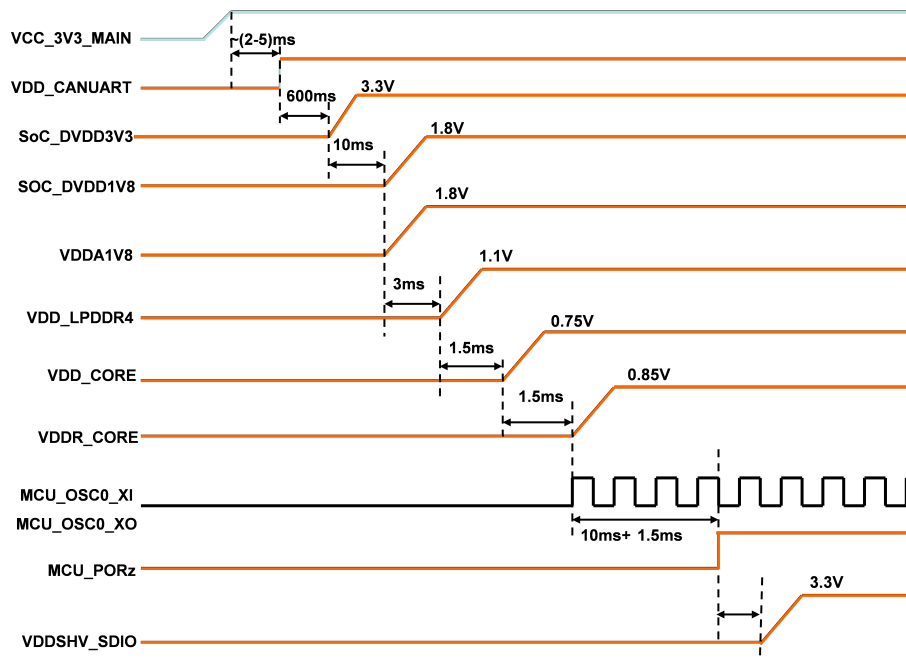 VCC_3V3_MAIN
~(2-5)ms
VDD_CANUART
600ms
3.3V
SoC_DVDD3V3
10ms
1.8V
SOC_DVDD1V8
1.8V
VDDA1V8
3ms
1.1V
VDD_LPDDR4
1.5ms
0.75V
VDD_CORE
1.5ms
0.85V
VDDR_CORE
MCU_OSC0_XI
MCU_OSC0_XO
10ms+ 1.5ms
MCU_PORz
3.3V
VDDSHV_SDIO